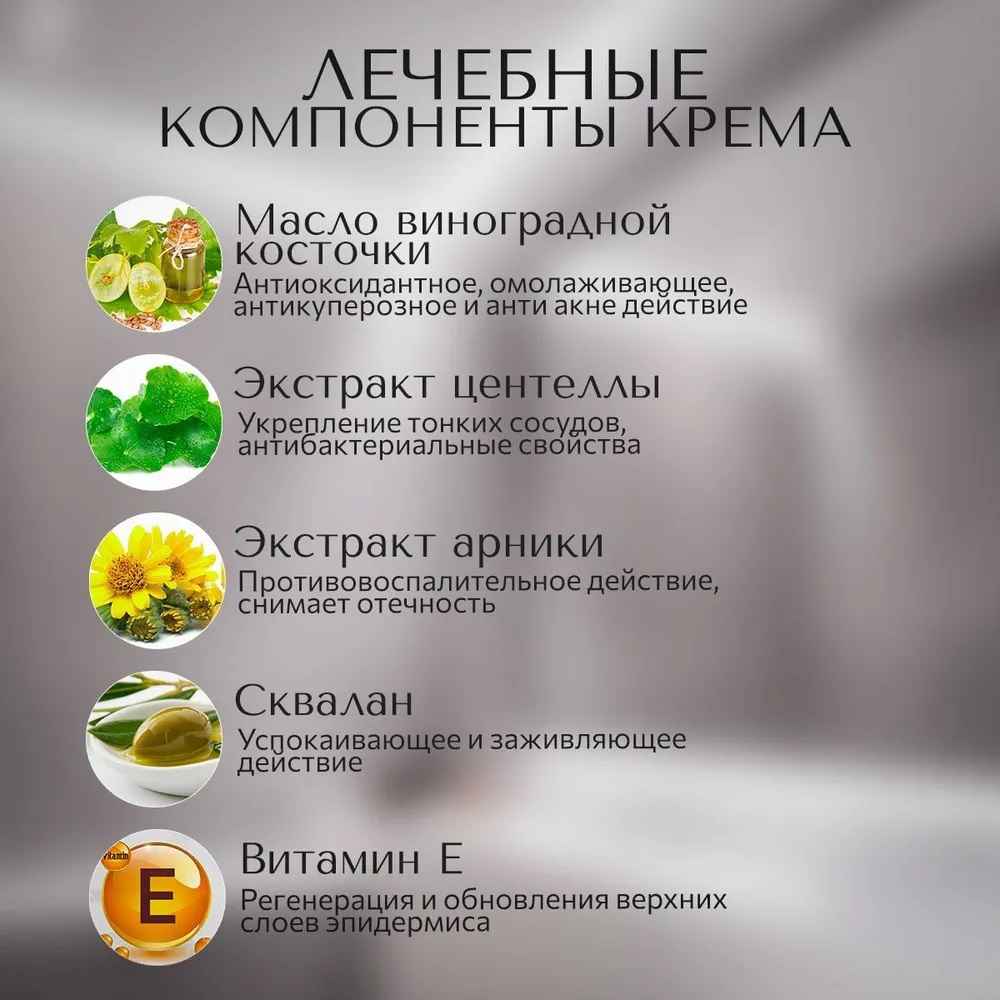 ЛЕЧЕБНЫЕ
КОМПОНЕНТЫ КРЕМА
Масло виноградной
косточки
Антиоксидантное, омолаживающее,
антикуперозное и анти акне действие
Экстракт центеллы
Укрепление тонких сосудов,
антибактериальные свойства
Экстракт арники
Противовоспалительное действие,
снимает отечность
Сквалан
Успокаивающее и заживляющее
действие
vitamin
E
Витамин Е
Регенерация и обновления верхних
слоев эпидермиса